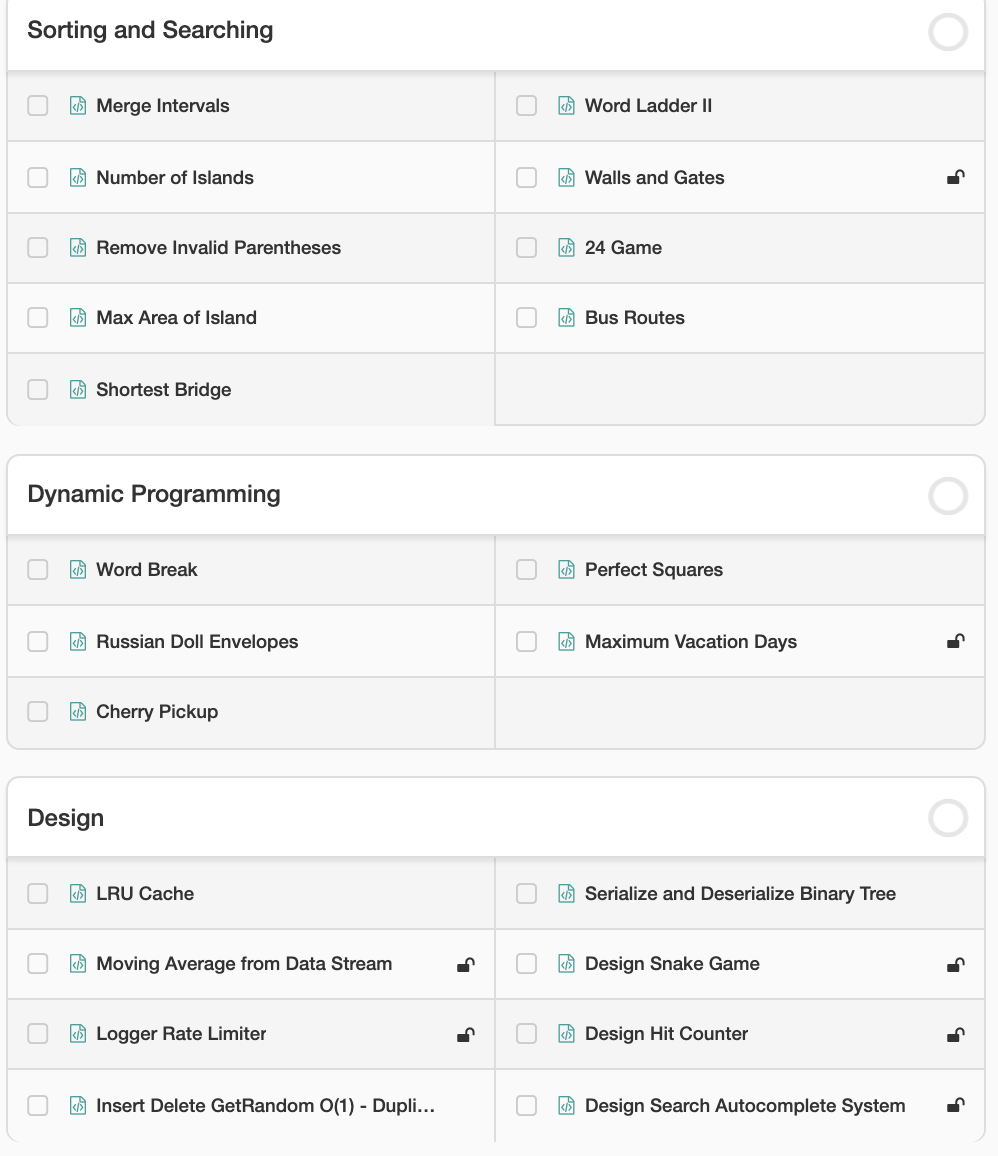 Sorting and Searching
Merge Intervals
Word Ladder II
Number of Islands
Walls and Gates
Remove Invalid Parentheses
24 Game
Max Area of Island
Bus Routes
Shortest Bridge
Dynamic Programming
Word Break
Perfect Squares
Russian Doll Envelopes
Maximum Vacation Days
Cherry Pickup
Design
LRU Cache
Serialize and Deserialize Binary Tree
Moving Average from Data Stream
Design Snake Game
Logger Rate Limiter
Design Hit Counter
Insert Delete GetRandom O(1) - Dupli...
Design Search Autocomplete System